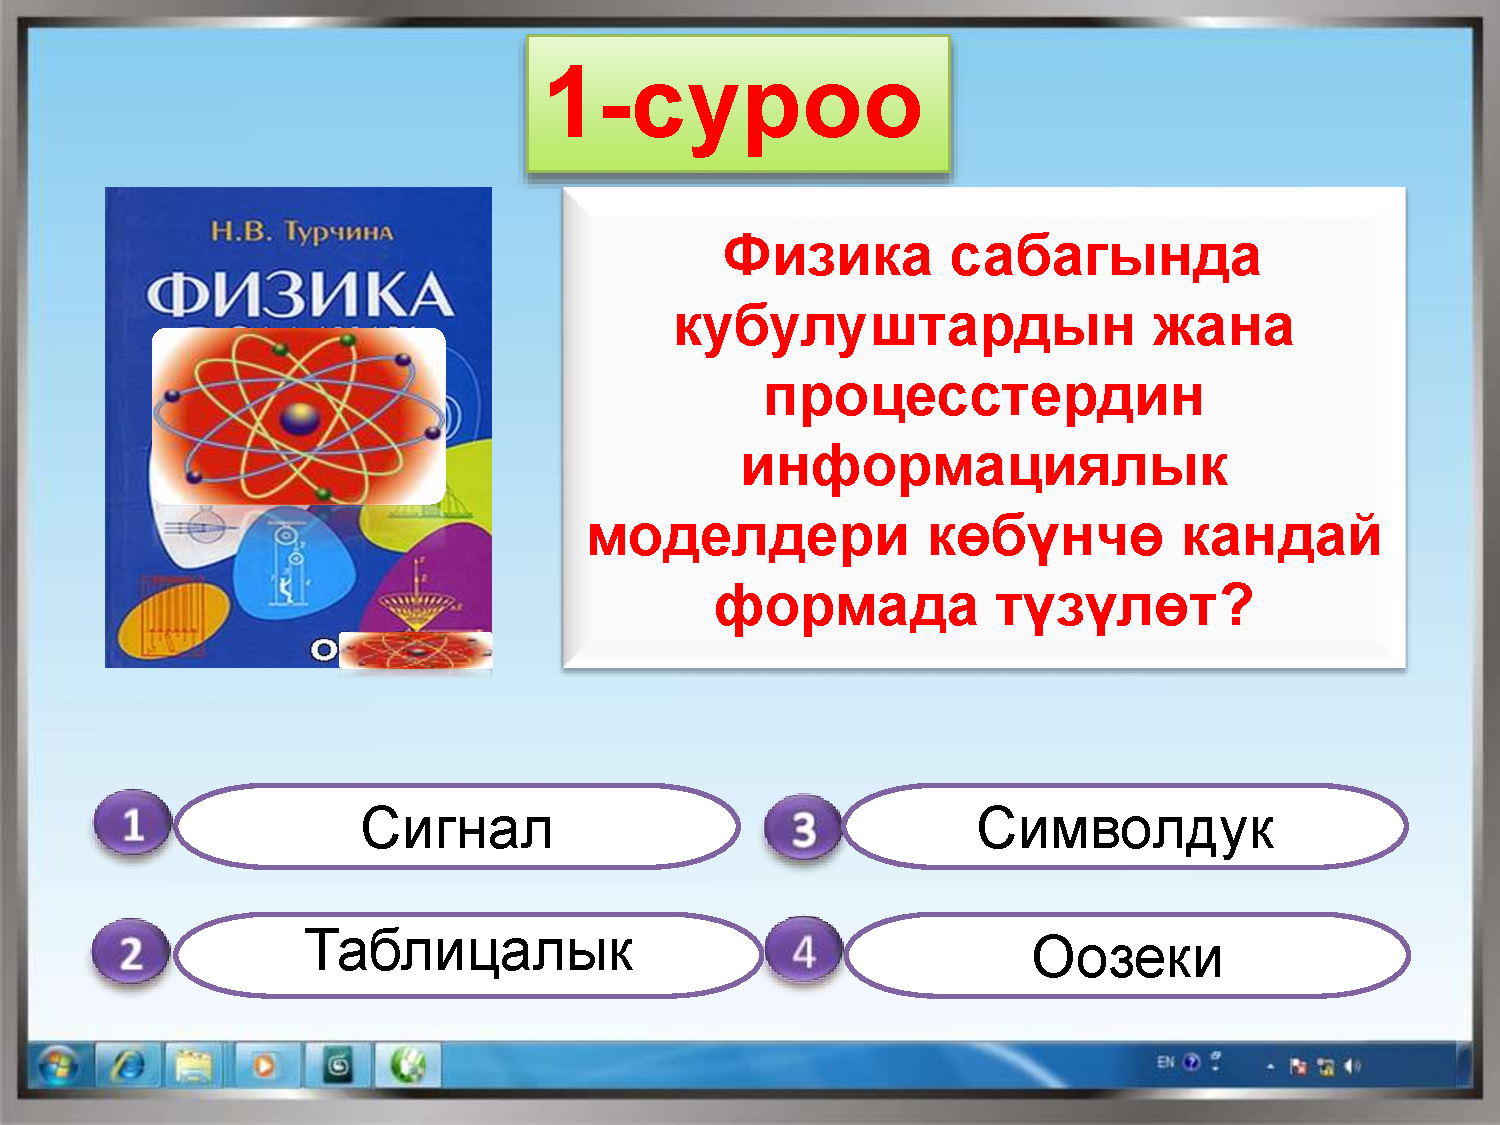 1-суроо
Н.В. Турчина
ФИЗИКА
Физика сабагында
кубулуштардын жана
процесстердин
информациялык
моделдери көбүнчө кандай
формада түзүлөт?
1 Сигнал
3 Символдук
2 Таблицалык
4 Оозеки
EN